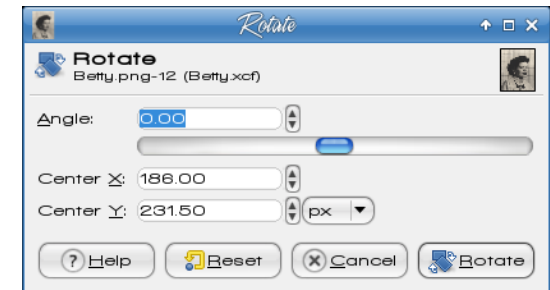 Rotate
Rotate
Betty.png-12 (Betty.xcf)
Angle: 0.00
Center X: 186.00
Center Y: 231.50 px
Help Reset Cancel Rotate